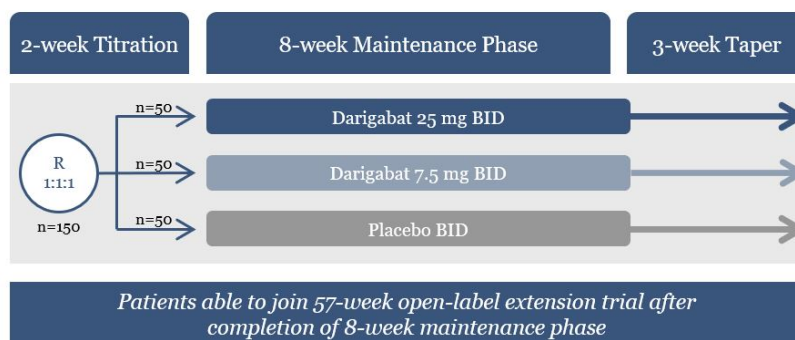 2-week Titration
8-week Maintenance Phase
3-week Taper
n=50
Darigabat 25 mg BID
R
1:1:1
n=50
Darigabat 7.5 mg BID
n=150
n=50
Placebo BID
Patients able to join 57-week open-label extension trial after
completion of 8-week maintenance phase